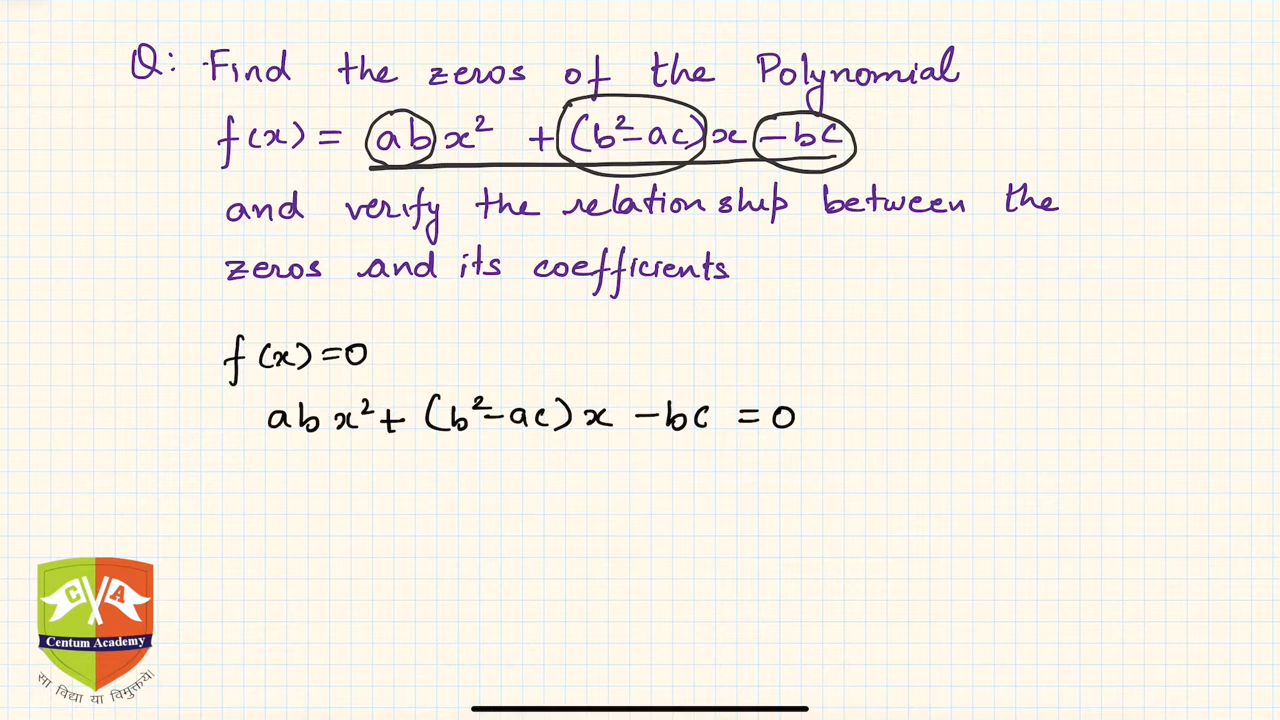 Q: Find the zeros of the Polynomial
f(x) = abx² + (b²-ac)x -bc
and verify the relationship between the
zeros and its coefficients
f(x)=0
abx²+ (b²-ac)x -bc = 0
C A
Centum Academy
सा विद्या या विमुक्तये।